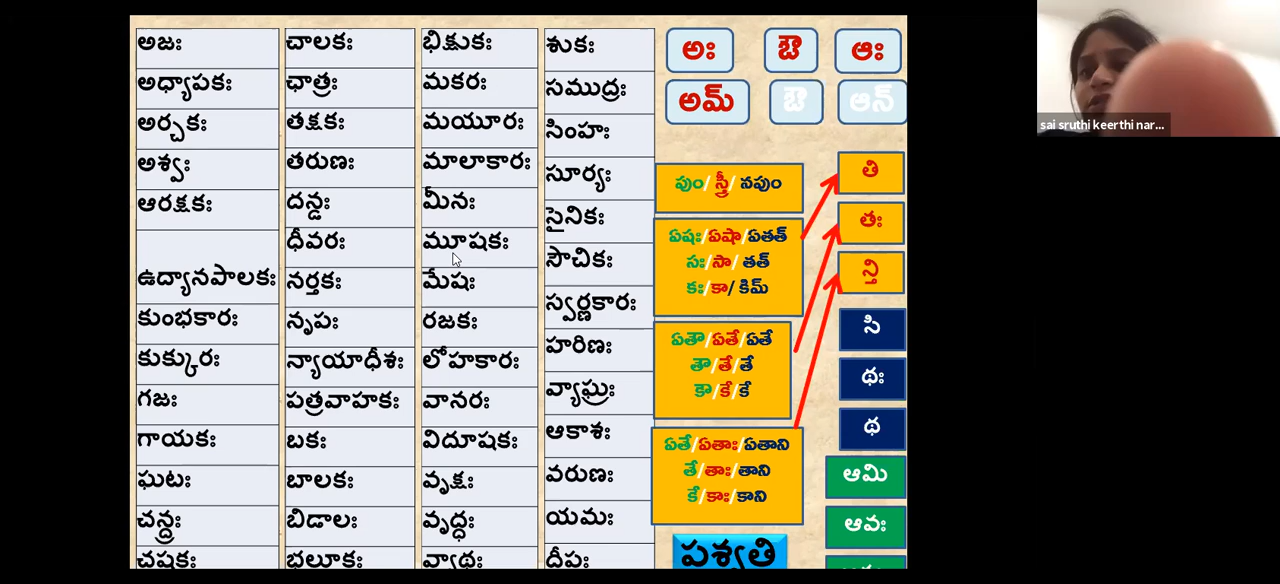 అజః
అధ్యాపకః
అర్చకః
అశ్వః
ఆరక్షకః
ఉద్యానపాలకః
కుంభకారః
కుక్కురః
గజః
గాయకః
ఘటః
చన్ద్రః
చషకః
చాలకః
ఛాత్రః
తక్షకః
తరుణః
దన్డః
ధీవరః
నర్తకః
నృపః
న్యాయాధీశః
పత్రవాహకః
బకః
బాలకః
బిడాలః
భల్లూకః
భిక్షుకః
మకరః
మయూరః
మాలాకారః
మీనః
మూషకః
మేషః
రజకః
లోహకారః
వానరః
విదూషకః
వృక్షః
వృద్ధః
వ్యాధః
శుకః
సముద్రః
సింహః
సూర్యః
సైనికః
సౌచికః
స్వర్ణకారః
హరిణః
వ్యాఘ్రః
ఆకాశః
వరుణః
యమః
దీపః
అః ఔ ఆః
అమ్ ఔ ఆన్
పుం/ స్త్రీ/ నపుం
ఏషః/ఏషా/ఏతత్
సః/సా/ తత్
కః/కా/ కిమ్
ఏతౌ/ఏతే/ఏతే
తౌ/తే/తే
కౌ/కే/కే
ఏతే/ఏతాః/ఏతాని
తే/తాః/తాని
కే/కాః/కాని
పశ్యతి
తి
తః
న్తి
సి
థః
థ
ఆమి
ఆవః
sai sruthi keerthi nar...